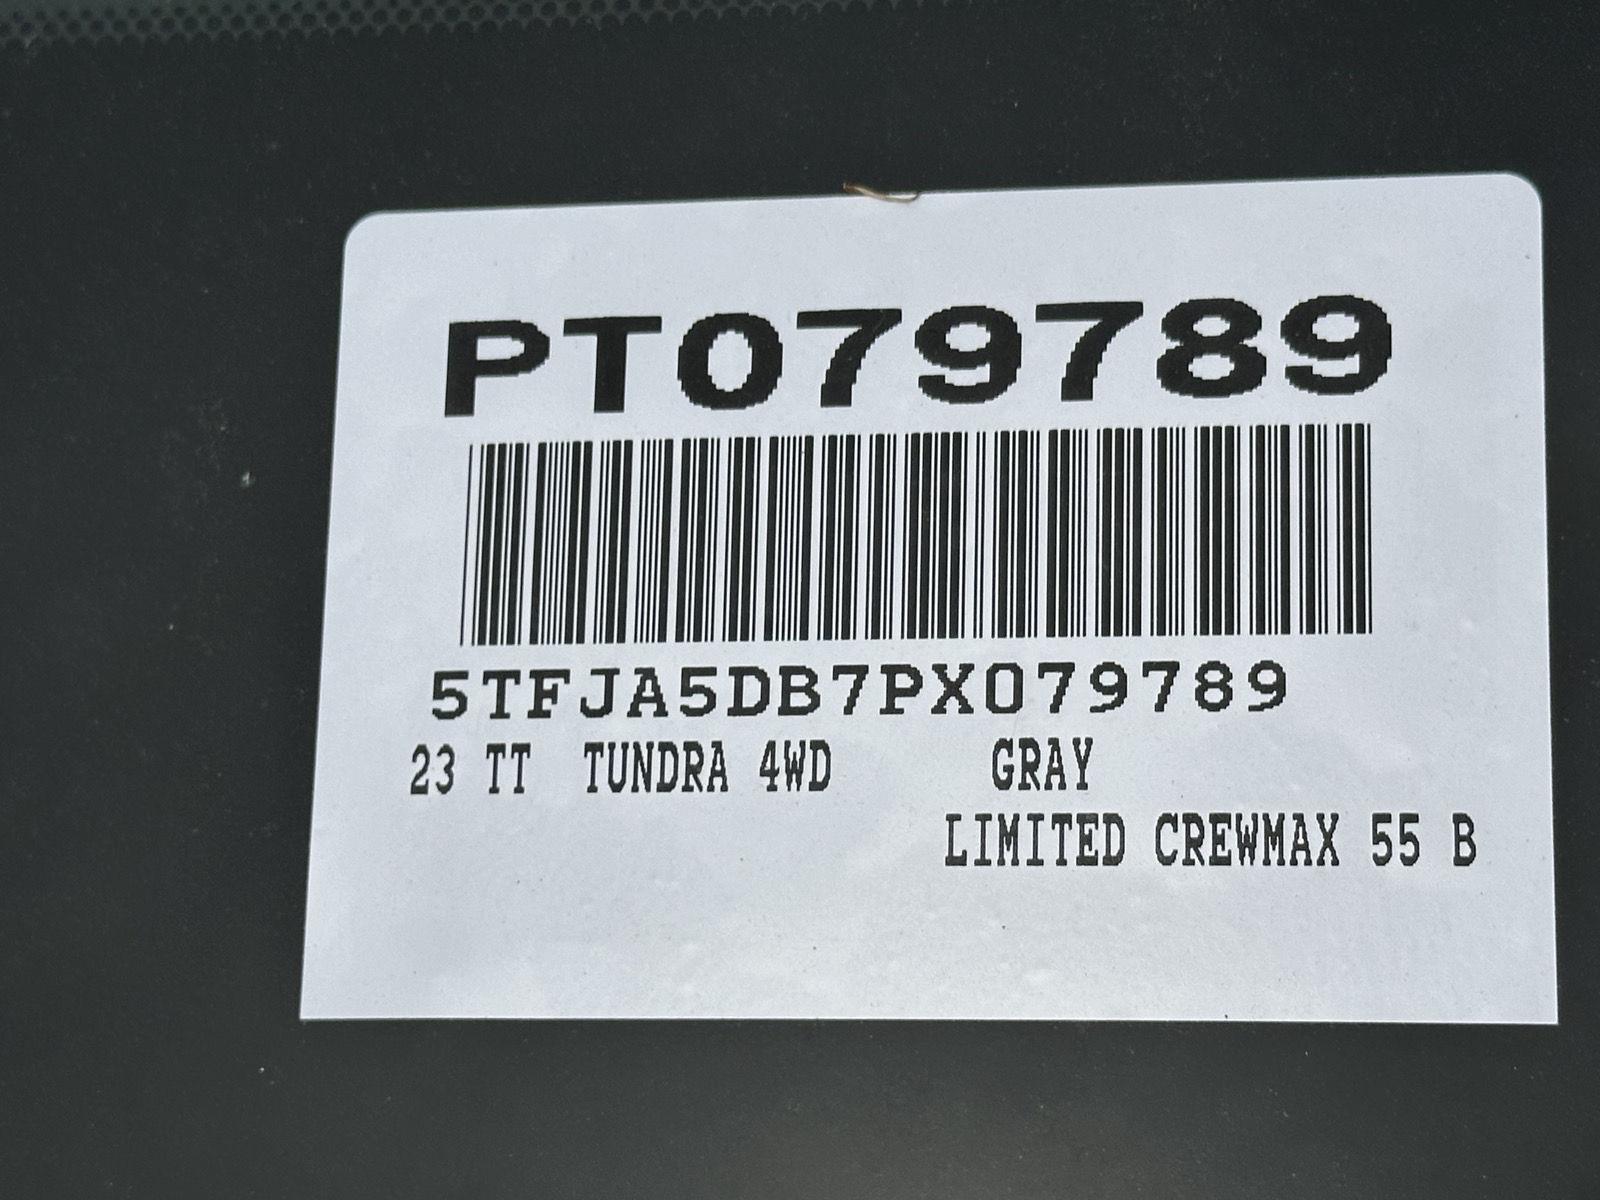 PT079789
5TFJA5DB7PX079789
23 TT TUNDRA 4WD GRAY
LIMITED CREWMAX 55 B